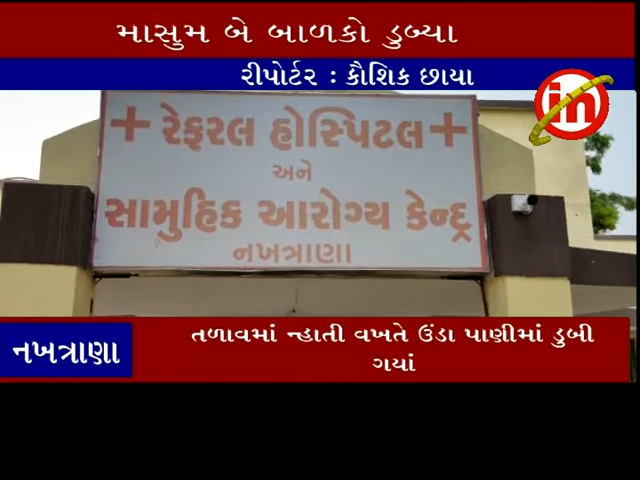 માસુમ બે બાળકો ડુબ્યા
રીપોર્ટર : કૌશિક છાયા
in
+ રેફરલ હોસ્પિટલ +
અને
સામુહિક આરોગ્ય કેન્દ્ર
નખત્રાણા
નખત્રાણા
તળાવમાં ન્હાતી વખતે ઉંડા પાણીમાં ડુબી
ગયાં